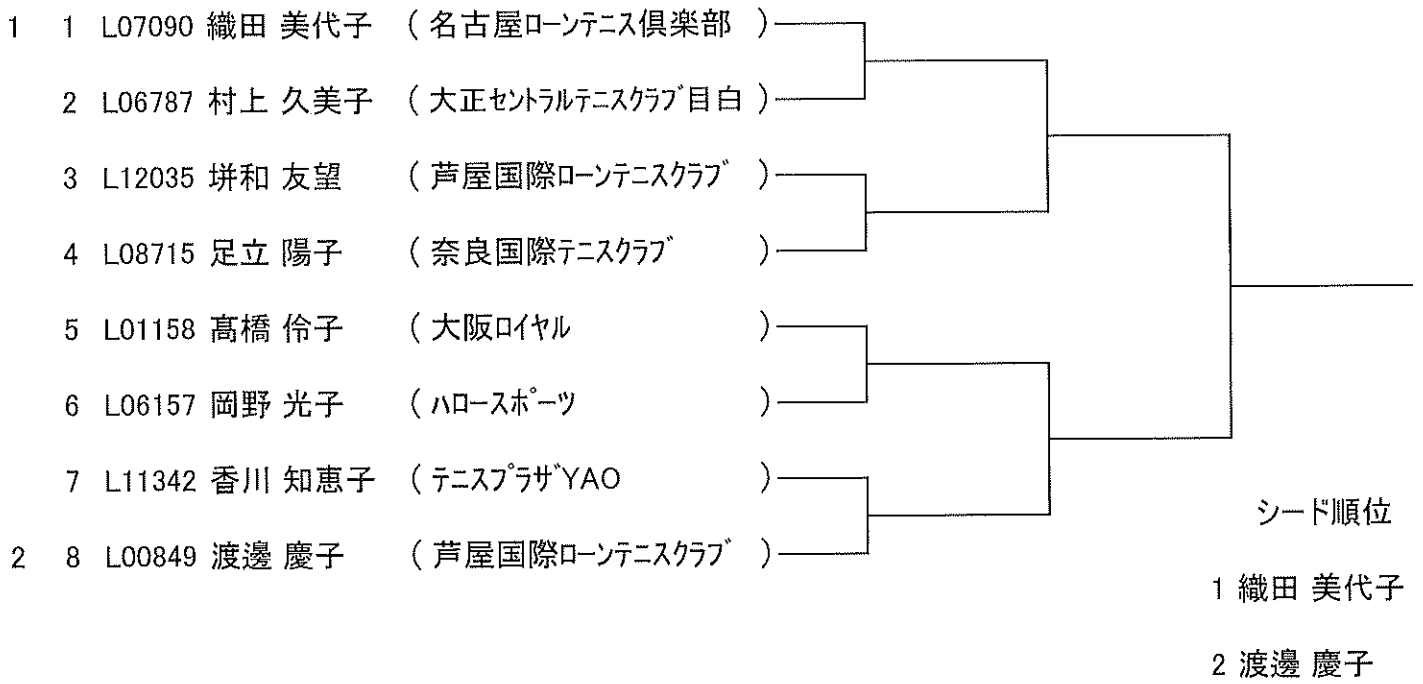 1 1 L07090 織田 美代子 ( 名古屋ローンテニス倶楽部 )
2 L06787 村上 久美子 ( 大正セントラルテニスクラブ目白 )
3 L12035 垪和 友望 ( 芦屋国際ローンテニスクラブ )
4 L08715 足立 陽子 ( 奈良国際テニスクラブ )
5 L01158 髙橋 伶子 ( 大阪ロイヤル )
6 L06157 岡野 光子 ( ハロースポーツ )
7 L11342 香川 知恵子 ( テニスプラザYAO )
2 8 L00849 渡邊 慶子 ( 芦屋国際ローンテニスクラブ )
シード順位
1 織田 美代子
2 渡邊 慶子